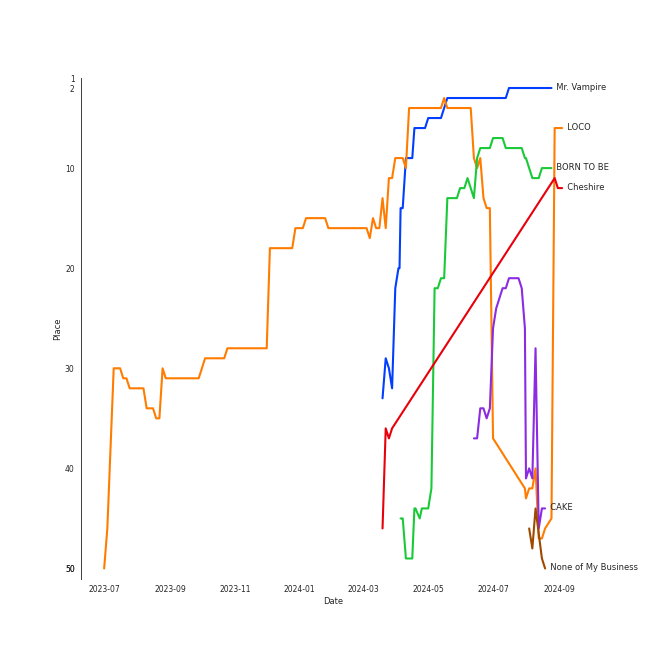 1
2
Mr. Vampire
LOCO
10
BORN TO BE
Cheshire
20
Place
30
40
CAKE
50
None of My Business
2023-07 2023-09 2023-11 2024-01 2024-03 2024-05 2024-07 2024-09
Date